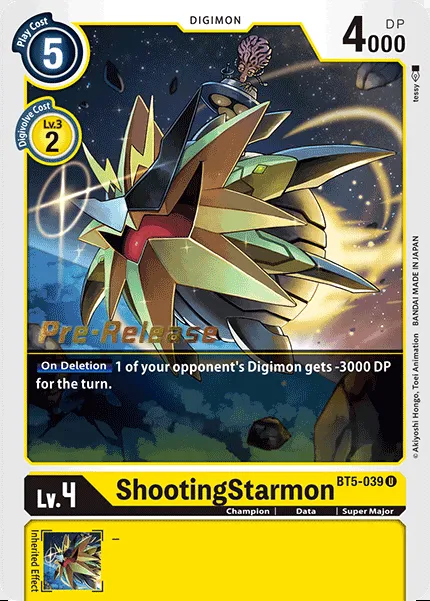 DIGIMON
Play Cost
5
DP
4000
Digivolve Cost
Lv.3
2
tessy
Pre-Release
On Deletion 1 of your opponent's Digimon gets -3000 DP
for the turn.
© Akiyoshi Hongo, Toei Animation BANDAI MADE IN JAPAN
Lv.4
ShootingStarmon
BT5-039 U
Champion | Data | Super Major
Inherited Effect
–